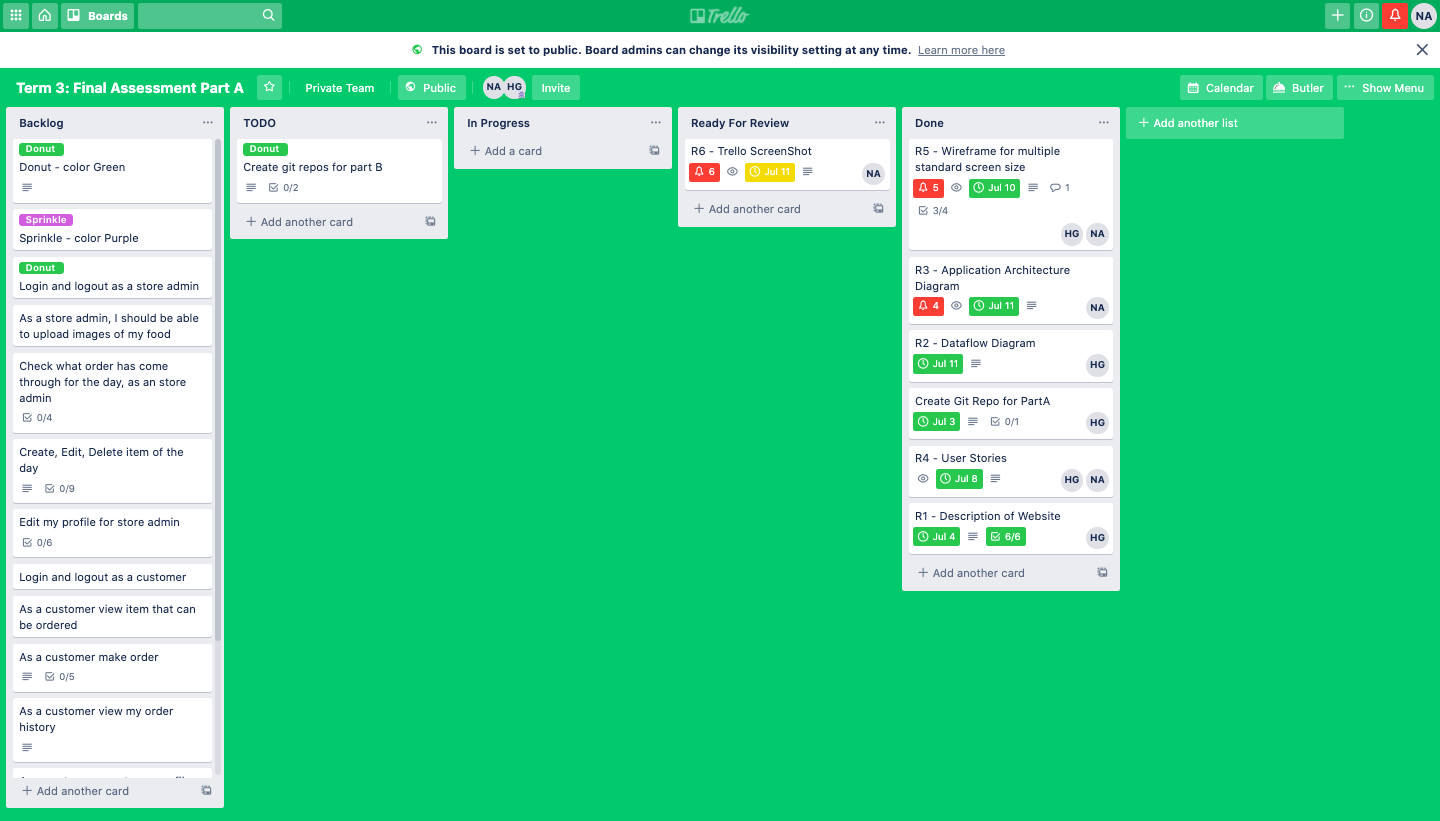 Boards
Trello
NA
This board is set to public. Board admins can change its visibility setting at any time. Learn more here
Term 3: Final Assessment Part A
Private Team
Public
NA HG
Invite
Calendar
Butler
Show Menu
Backlog
Donut
Donut - color Green
Sprinkle
Sprinkle - color Purple
Donut
Login and logout as a store admin
As a store admin, I should be able
to upload images of my food
Check what order has come
through for the day, as an store
admin
0/4
Create, Edit, Delete item of the
day
0/9
Edit my profile for store admin
0/6
Login and logout as a customer
As a customer view item that can
be ordered
As a customer make order
0/5
As a customer view my order
history
Add another card
TODO
Donut
Create git repos for part B
0/2
Add another card
In Progress
Add a card
Ready For Review
R6 - Trello ScreenShot
6 Jul 11
NA
Add another card
Done
R5 - Wireframe for multiple
standard screen size
5 Jul 10 1
3/4
HG NA
R3 - Application Architecture
Diagram
4 Jul 11
NA
R2 - Dataflow Diagram
Jul 11
HG
Create Git Repo for PartA
Jul 3 0/1
HG
R4 - User Stories
Jul 8
HG NA
R1 - Description of Website
Jul 4 6/6
HG
Add another card
Add another list